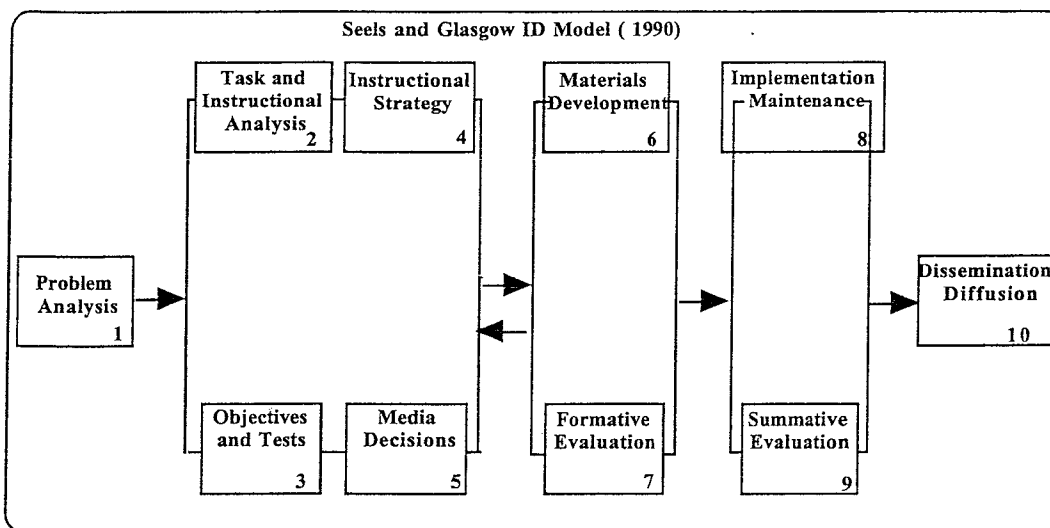 Seels and Glasgow ID Model ( 1990)
Task and
Instructional
Analysis
2
Instructional
Strategy
4
Materials
Development
6
Implementation
Maintenance
8
Problem
Analysis
1
Dissemination
Diffusion
10
Objectives
and Tests
3
Media
Decisions
5
Formative
Evaluation
7
Summative
Evaluation
9